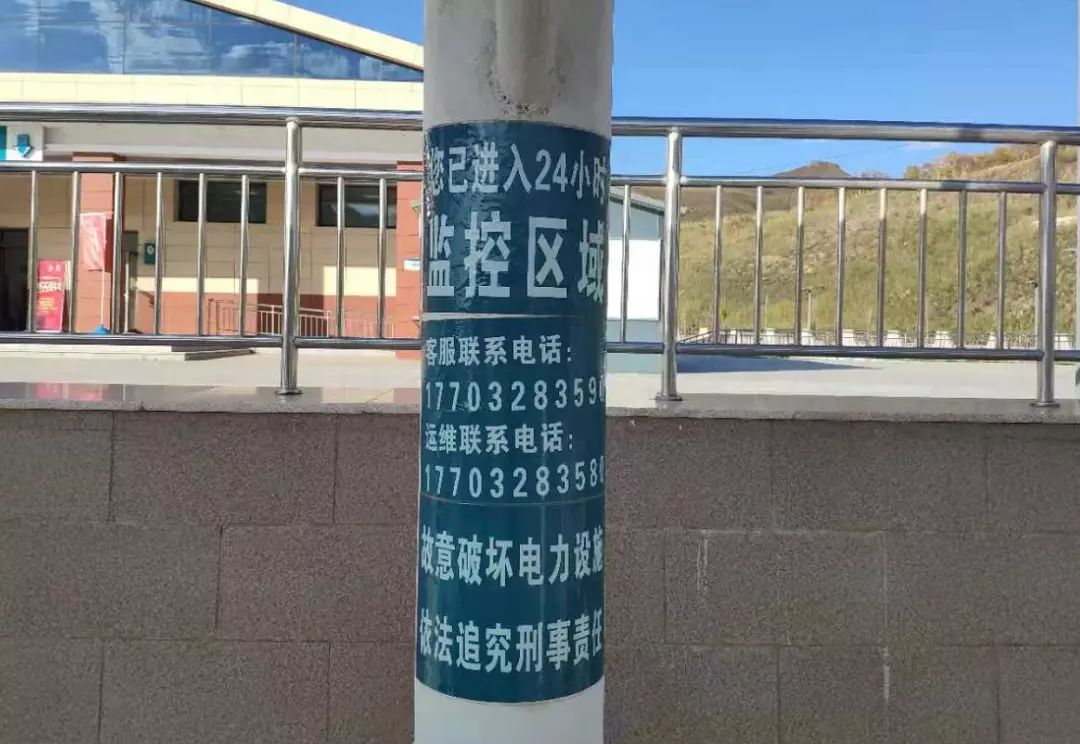 您已进入24小时
监控区域
客服联系电话：
1770328359
运维联系电话：
17703283580
故意破坏电力设施
依法追究刑事责任